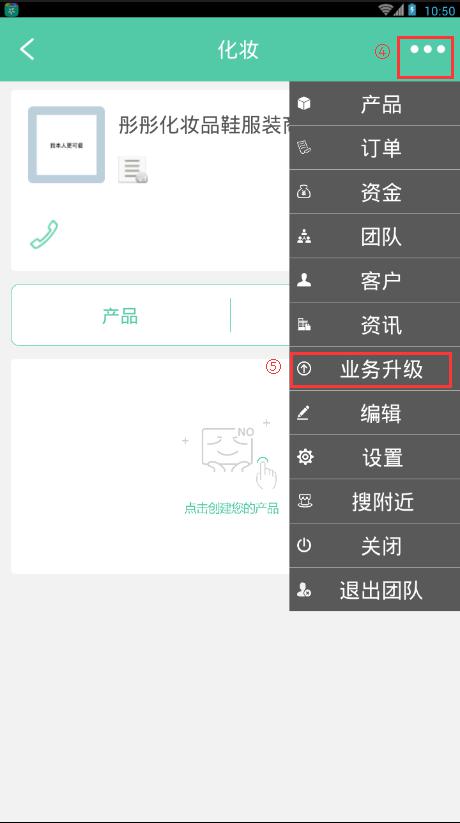 10:50
化妆
④
彤彤化妆品鞋服装商
我本人更可爱
产品
NO
点击创建您的产品
产品
订单
资金
团队
客户
资讯
⑤
业务升级
编辑
设置
搜附近
关闭
退出团队